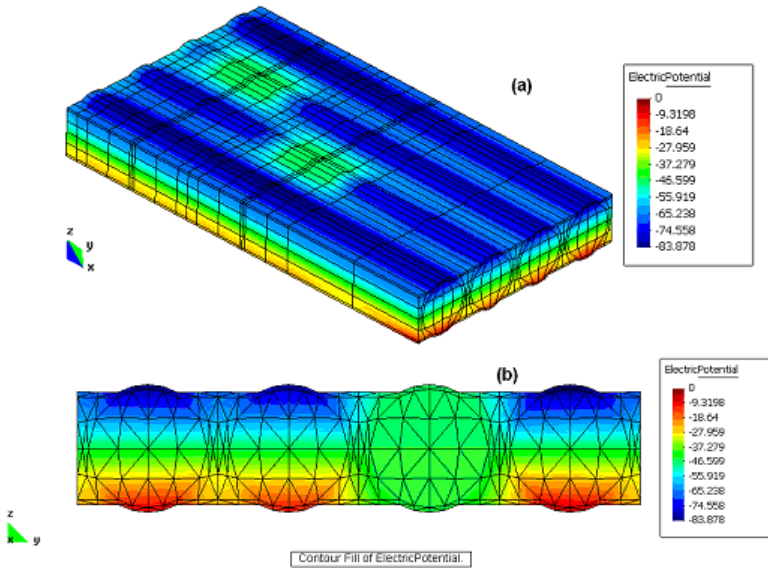 (a)
ElectricPotential
0
-9.3198
-18.64
-27.959
-37.279
-46.599
-55.919
-65.238
-74.558
-83.878
z
y
x
(b)
ElectricPotential
0
-9.3198
-18.64
-27.959
-37.279
-46.599
-55.919
-65.238
-74.558
-83.878
z
x y
Contour Fill of ElectricPotential.